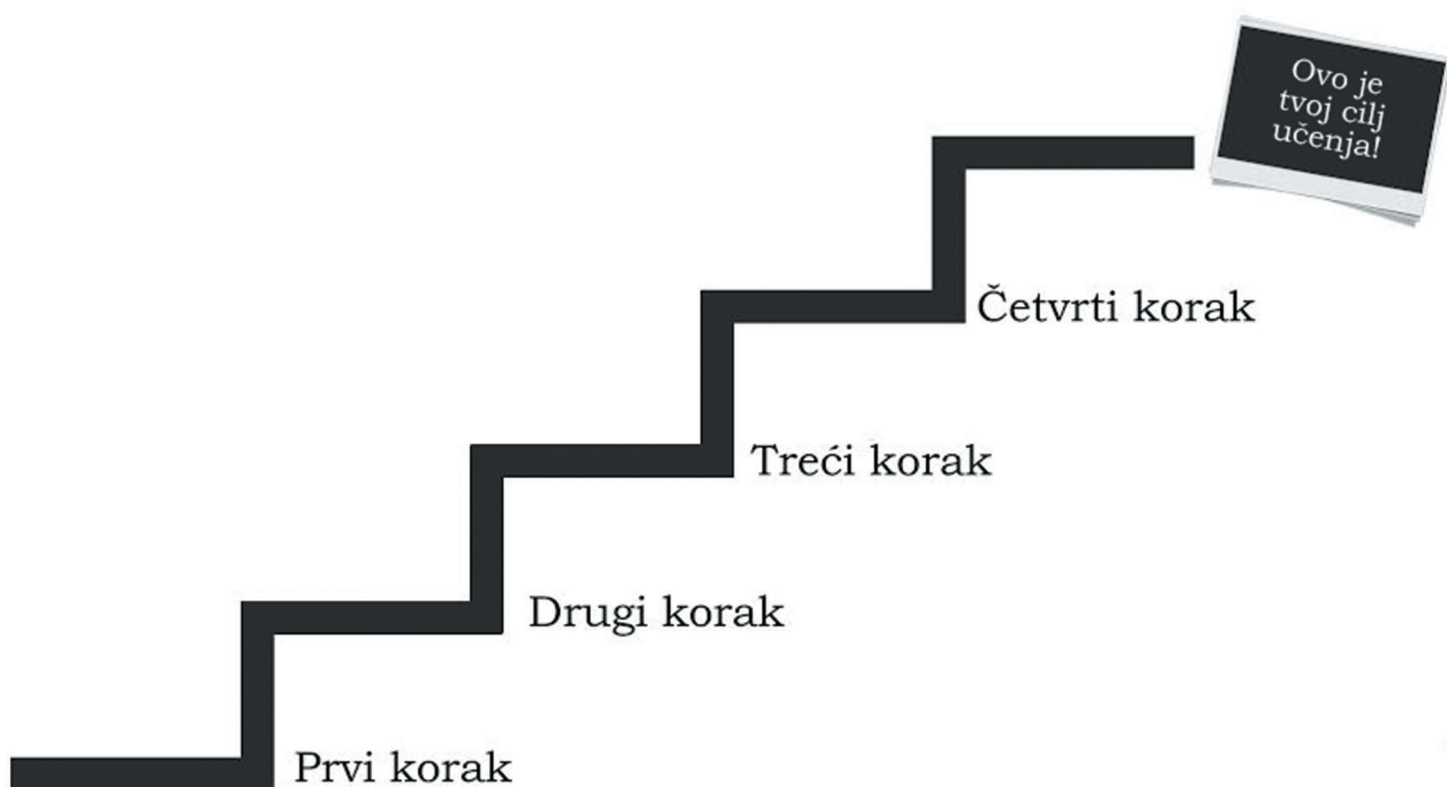 Ovo je
tvoj cilj
učenja!
Četvrti korak
Treći korak
Drugi korak
Prvi korak